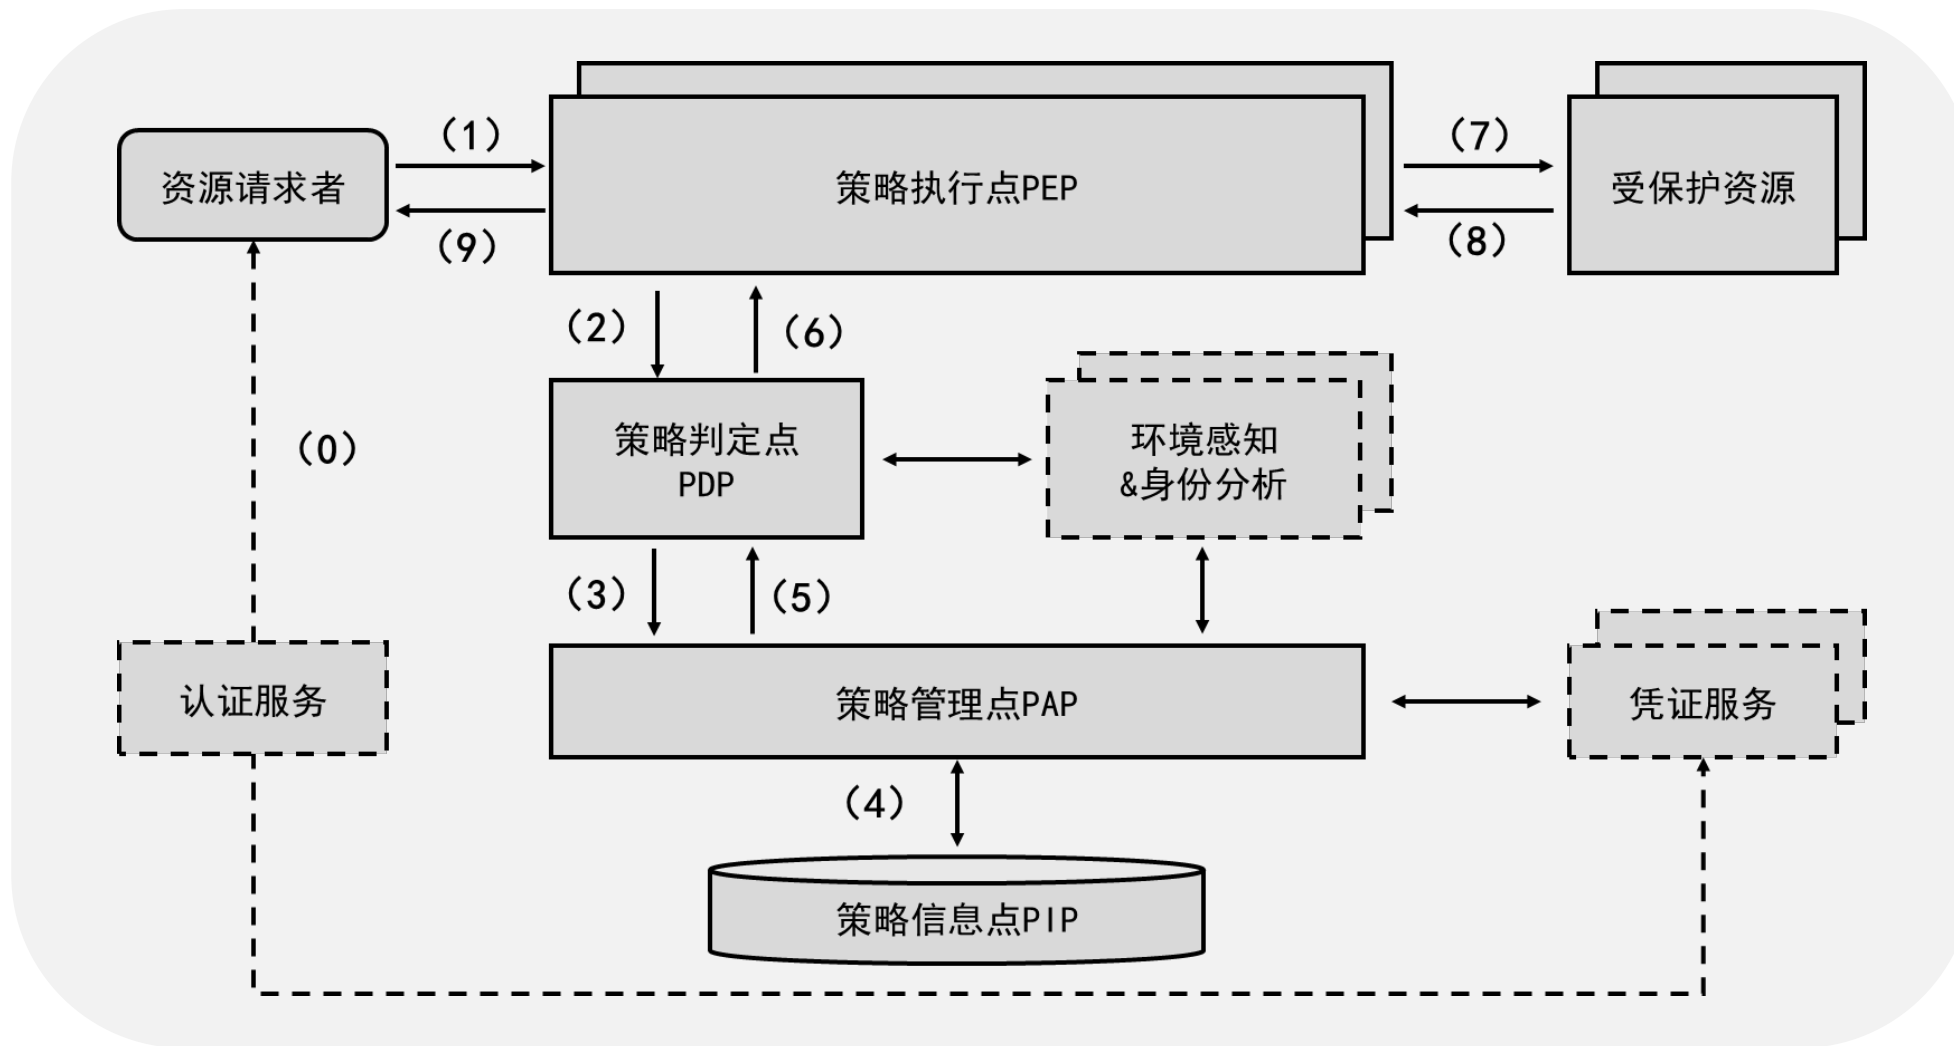 （1）
（7）
资源请求者
策略执行点PEP
受保护资源
（9）
（8）
（2）
（6）
（0）
策略判定点
PDP
环境感知
&身份分析
（3）
（5）
认证服务
策略管理点PAP
凭证服务
（4）
策略信息点PIP